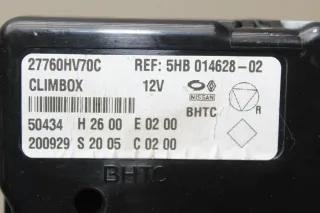 27760HV70C REF: 5HB 014628-02
CLIMBOX 12V NISSAN
BHTC R
50434 H 26 00 E 02 00
200929 S 20 05 C 02 00
BHTC